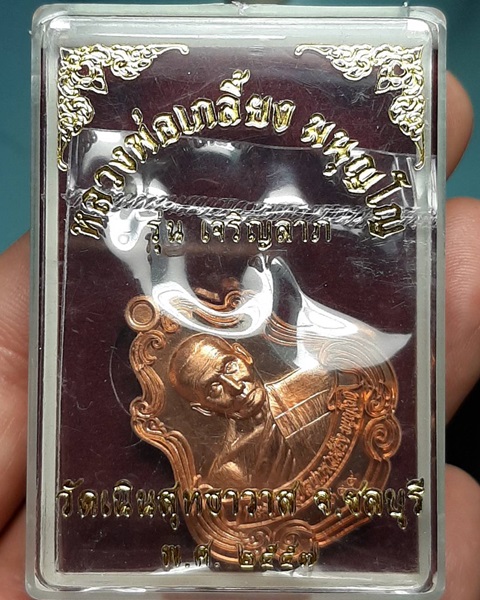 หลวงพ่อเกลี้ยง มหุญโญ
รุ่น เจริญลาภ
วัดเนินสุทธาวาส จ.ชลบุรี
พ.ศ. ๒๕๕๗